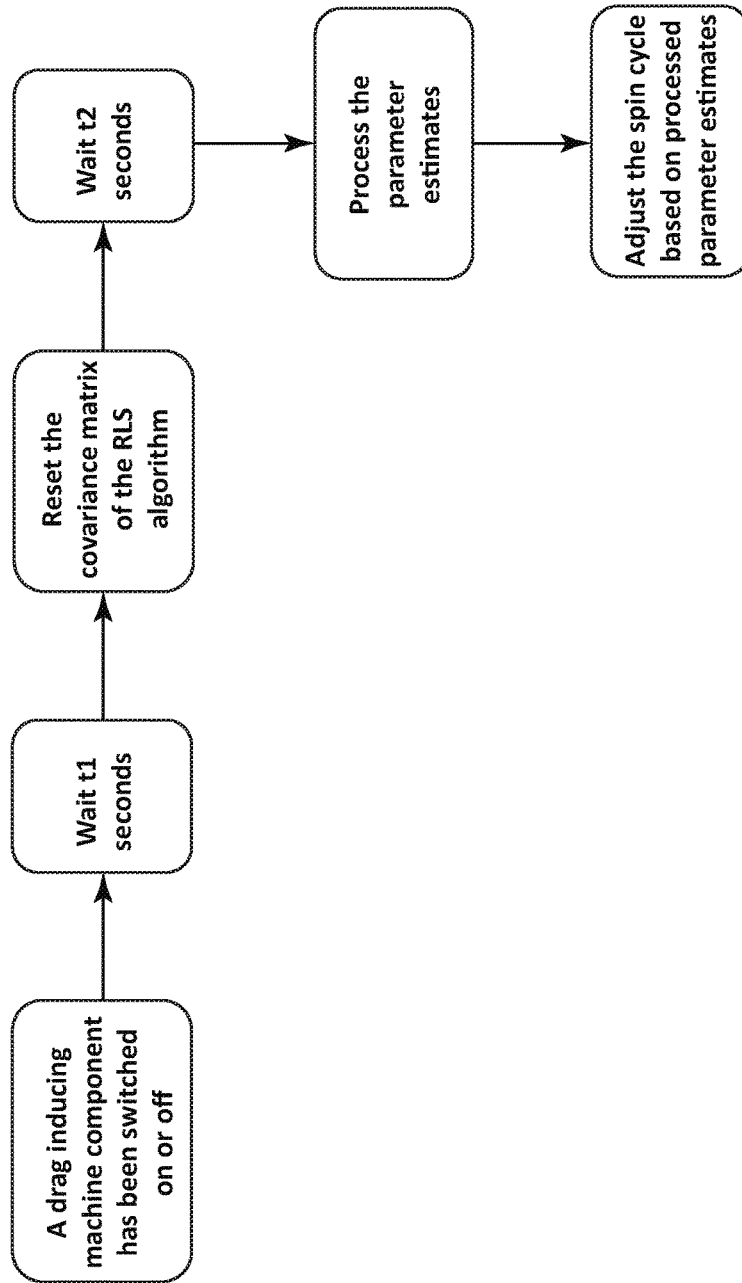 A drag inducing
machine component
has been switched
on or off
Wait t1
seconds
Reset the
covariance matrix
of the RLS
algorithm
Wait t2
seconds
Process the
parameter
estimates
Adjust the spin cycle
based on processed
parameter estimates